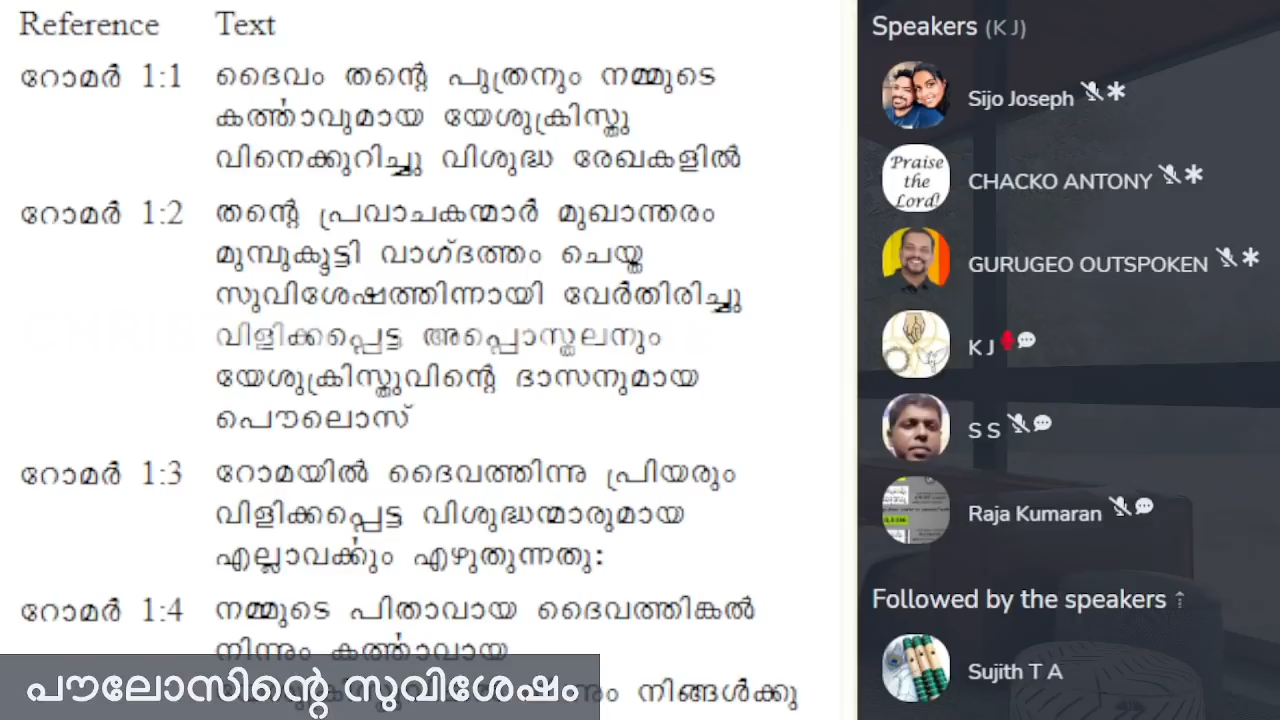 Reference Text
റോമർ 1:1 ദൈവം തന്റെ പുത്രനും നമ്മുടെ
കർത്താവുമായ യേശുക്രിസ്തു
വിനെക്കുറിച്ചു വിശുദ്ധ രേഖകളിൽ
റോമർ 1:2 തന്റെ പ്രവാചകന്മാർ മുഖാന്തരം
മുമ്പുകൂട്ടി വാഗ്ദത്തം ചെയ്ത
സുവിശേഷത്തിന്നായി വേർതിരിച്ചു
വിളിക്കപ്പെട്ട അപ്പൊസ്തലനും
യേശുക്രിസ്തുവിന്റെ ദാസനുമായ
പൌലൊസ്
റോമർ 1:3 റോമയിൽ ദൈവത്തിന്നു പ്രിയരും
വിളിക്കപ്പെട്ട വിശുദ്ധന്മാരുമായ
എല്ലാവർക്കും എഴുതുന്നതു:
റോമർ 1:4 നമ്മുടെ പിതാവായ ദൈവത്തിങ്കൽ
നിന്നും കർത്താവായ
നിങ്ങൾക്കു
പൗലോസിന്റെ സുവിശേഷം
Speakers (K J)
Sijo Joseph
Praise
the
Lord!
CHACKO ANTONY
GURUGEO OUTSPOKEN
K J
S S
Raja Kumaran
Followed by the speakers
Sujith T A